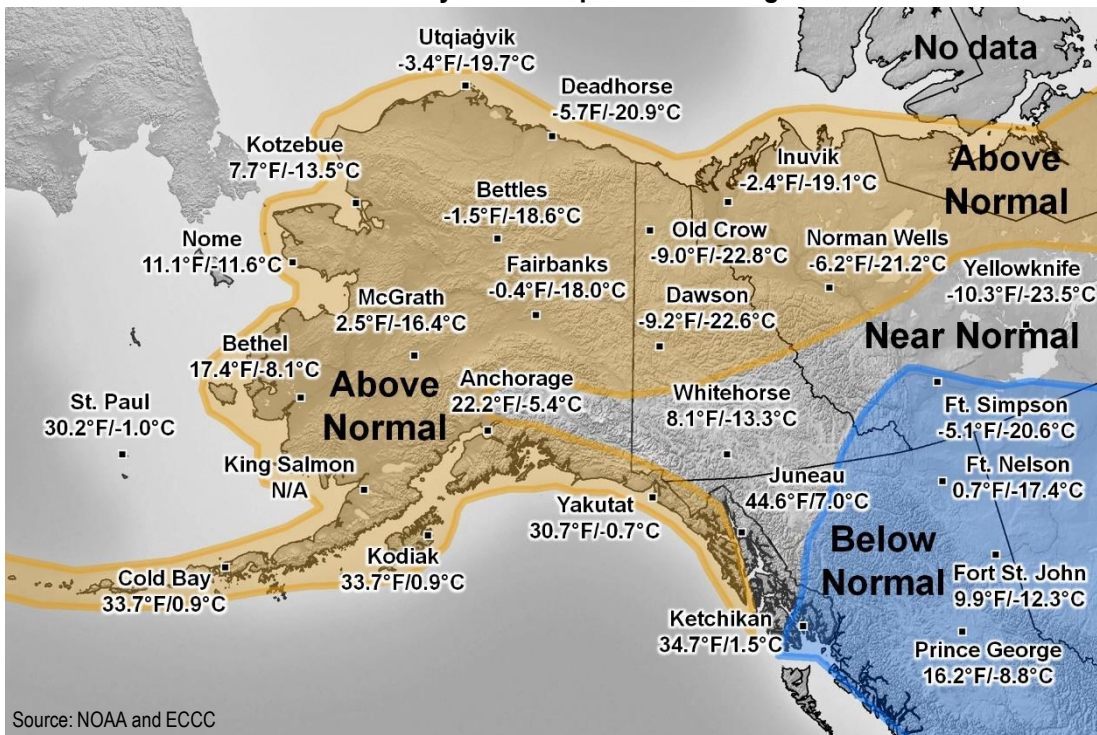 Utqiaġvik
-3.4°F/-19.7°C
No data
Deadhorse
-5.7F/-20.9°C
Kotzebue
7.7°F/-13.5°C
Inuvik
-2.4°F/-19.1°C
Above
Normal
Bettles
-1.5°F/-18.6°C
Nome
11.1°F/-11.6°C
Old Crow
-9.0°F/-22.8°C
Norman Wells
-6.2°F/-21.2°C
Fairbanks
-0.4°F/-18.0°C
Yellowknife
-10.3°F/-23.5°C
McGrath
2.5°F/-16.4°C
Dawson
-9.2°F/-22.6°C
Near Normal
Bethel
17.4°F/-8.1°C
Above
Normal
Anchorage
22.2°F/-5.4°C
Whitehorse
8.1°F/-13.3°C
St. Paul
30.2°F/-1.0°C
Ft. Simpson
-5.1°F/-20.6°C
King Salmon
N/A
Juneau
44.6°F/7.0°C
Ft. Nelson
0.7°F/-17.4°C
Yakutat
30.7°F/-0.7°C
Below
Normal
Kodiak
33.7°F/0.9°C
Cold Bay
33.7°F/0.9°C
Fort St. John
9.9°F/-12.3°C
Ketchikan
34.7°F/1.5°C
Prince George
16.2°F/-8.8°C
Source: NOAA and ECCC